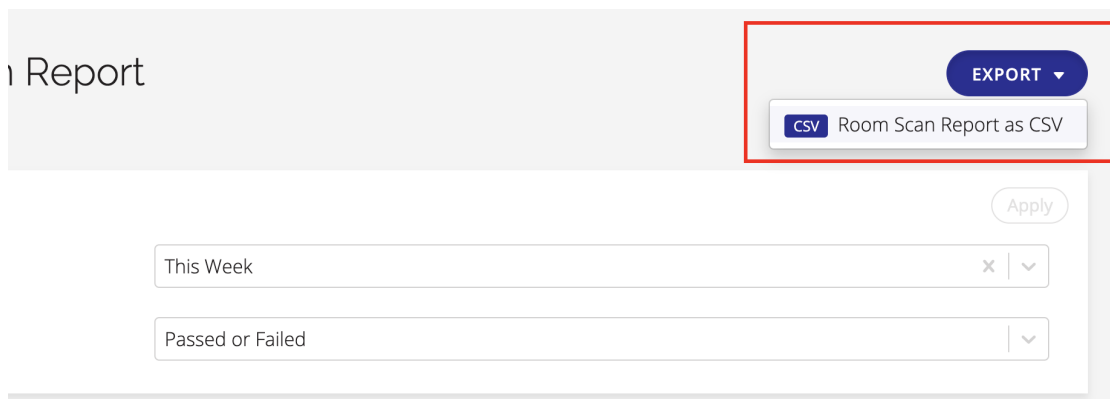 Report
EXPORT
CSV Room Scan Report as CSV
Apply
This Week
Passed or Failed